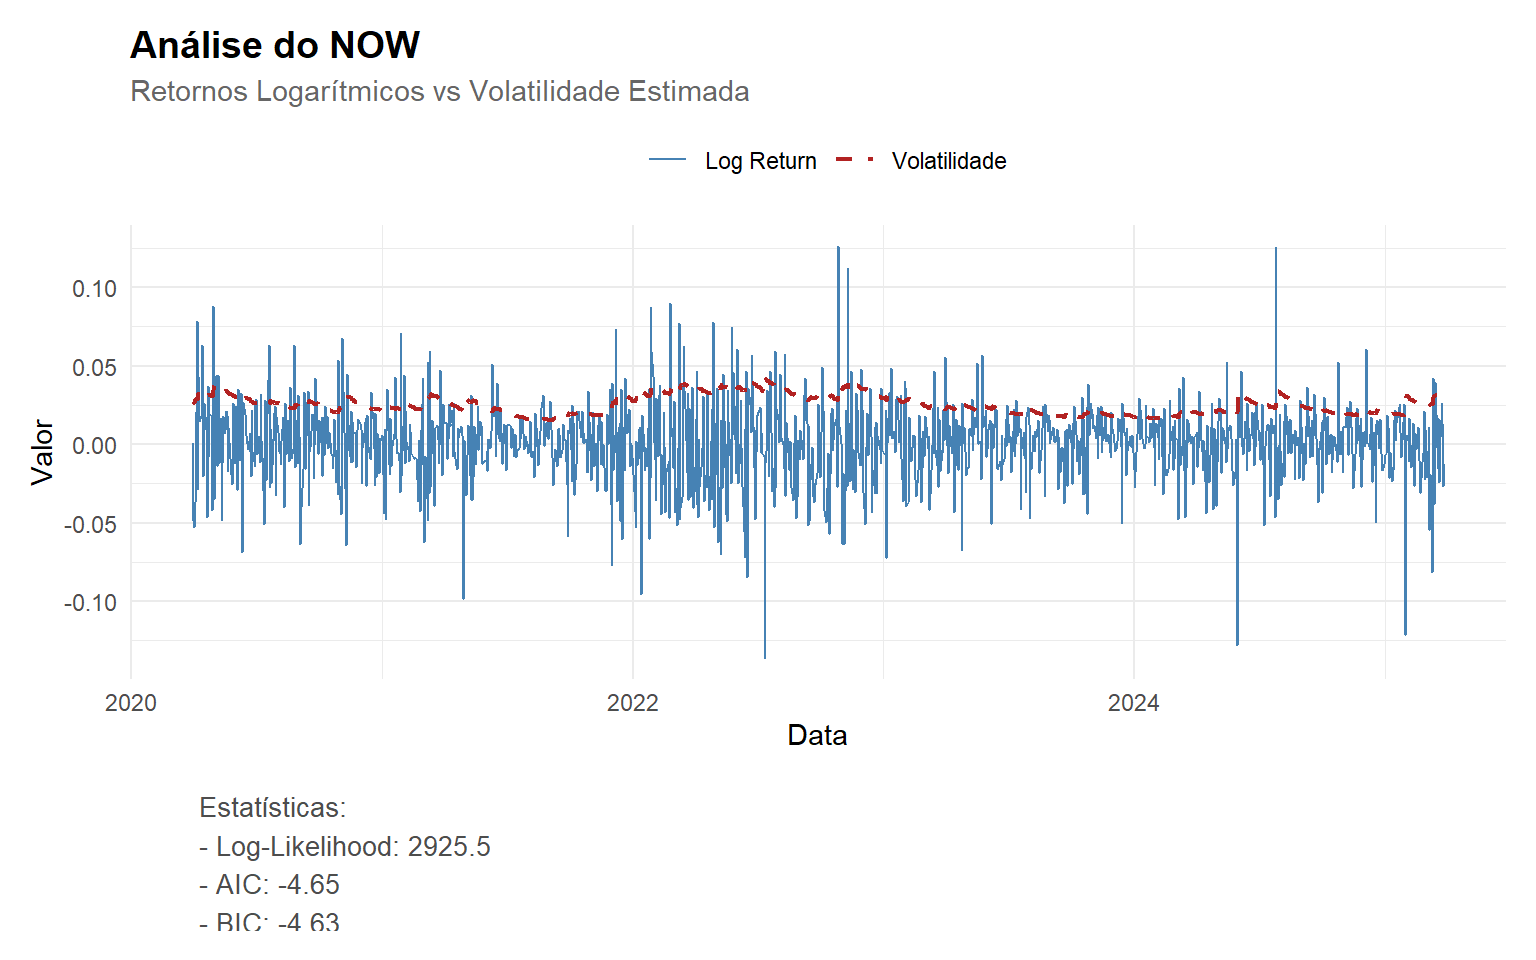 Análise do NOW
Retornos Logarítmicos vs Volatilidade Estimada
Log Return Volatilidade
0.10
0.05
0.00
-0.05
-0.10
Valor
2020 2022 2024
Data
Estatísticas:
- Log-Likelihood: 2925.5
- AIC: -4.65
- BIC: -4.63